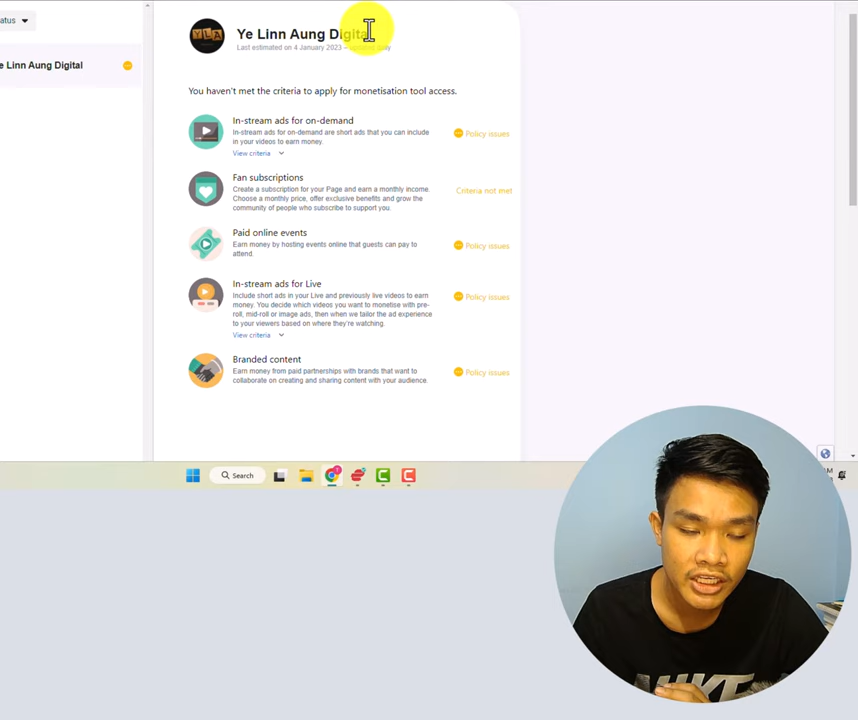 Ye Linn Aung Digital
YLA
Ye Linn Aung Digital
Last estimated on 4 January 2023 – updated daily
You haven't met the criteria to apply for monetisation tool access.
In-stream ads for on-demand
In-stream ads for on-demand are short ads that you can include
in your videos to earn money.
Policy issues
View criteria
Fan subscriptions
Create a subscription for your Page and earn a monthly income.
Choose a monthly price, offer exclusive benefits and grow the
community of people who subscribe to support you.
Criteria not met
Paid online events
Earn money by hosting events online that guests can pay to
attend.
Policy issues
In-stream ads for Live
Include short ads in your Live and previously live videos to earn
money. You decide which videos you want to monetise with pre-
roll, mid-roll or image ads, then when we tailor the ad experience
to your viewers based on where they're watching.
Policy issues
View criteria
Branded content
Earn money from paid partnerships with brands that want to
collaborate on creating and sharing content with your audience.
Policy issues
Search
NIKE